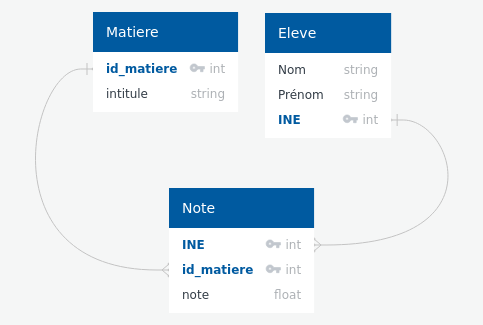 Matiere
id_matiere int
intitule string
Eleve
Nom string
Prénom string
INE int
Note
INE int
id_matiere int
note float